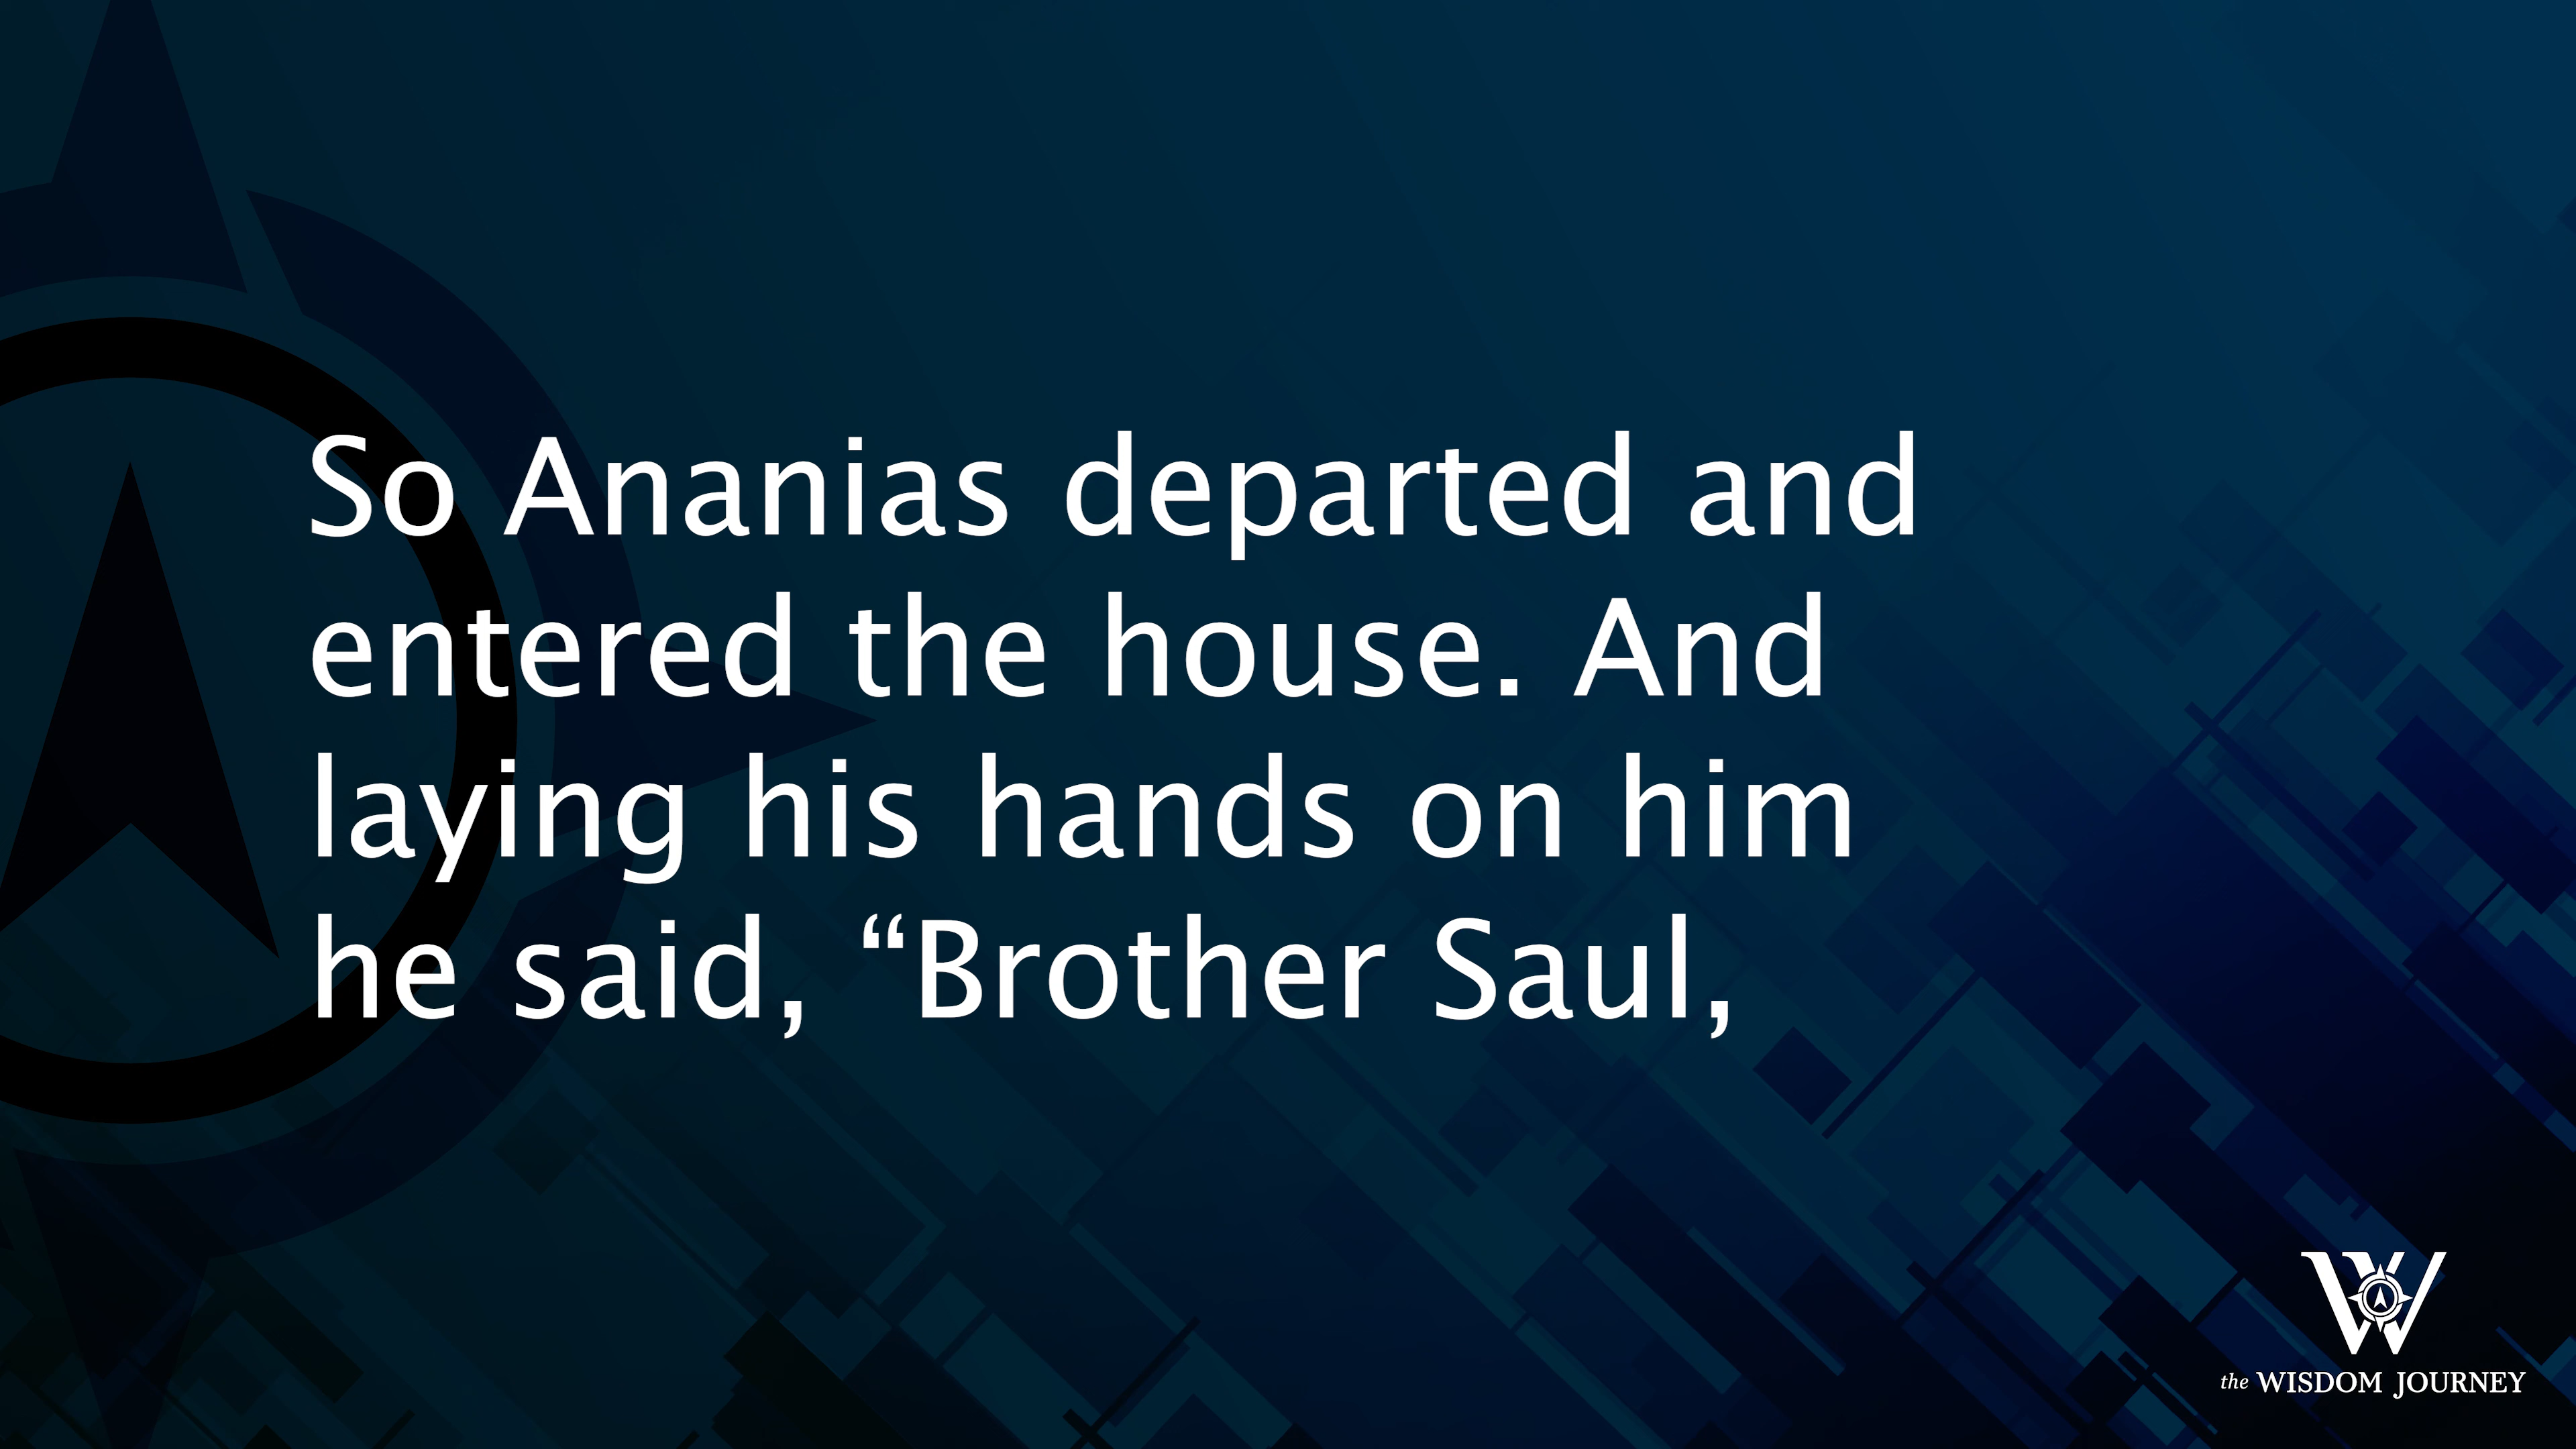 So Ananias departed and
entered the house. And
laying his hands on him
he said, “Brother Saul,
W
the WISDOM JOURNEY